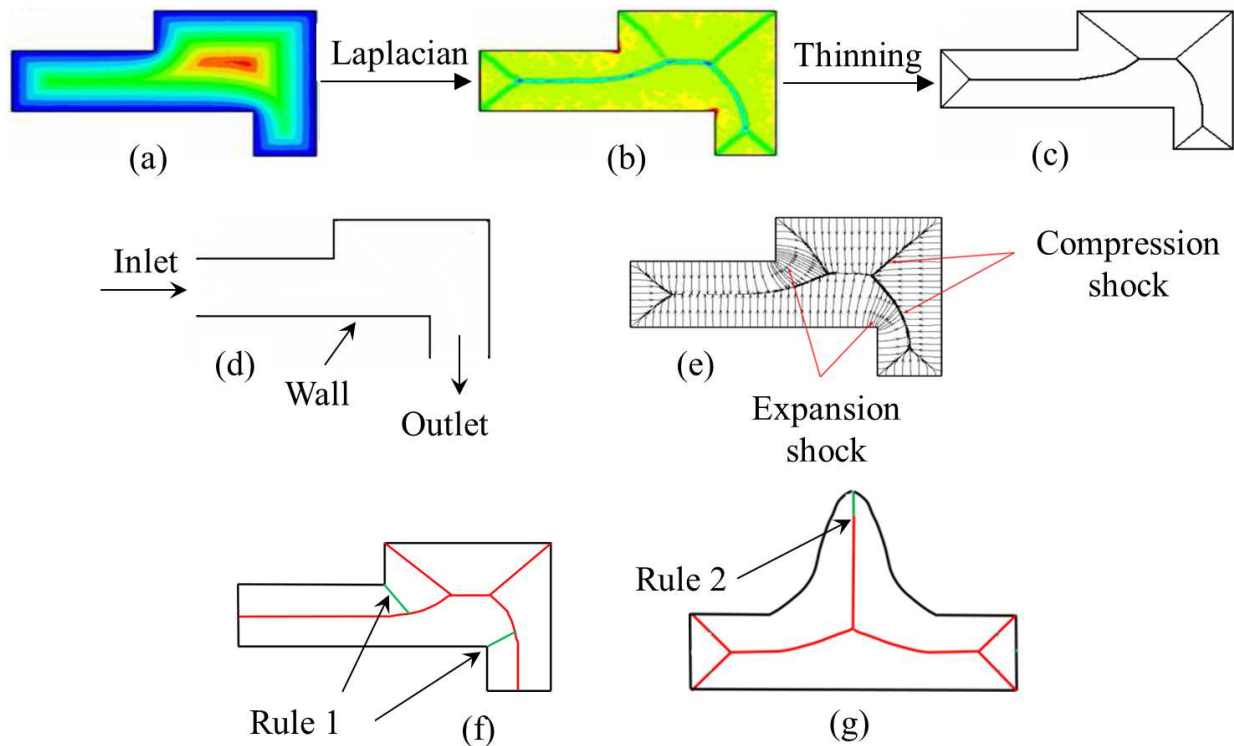 Laplacian
Thinning
(a)
(b)
(c)
Inlet
Wall
Outlet
(d)
Compression
shock
(e)
Expansion
shock
Rule 1
(f)
Rule 2
(g)